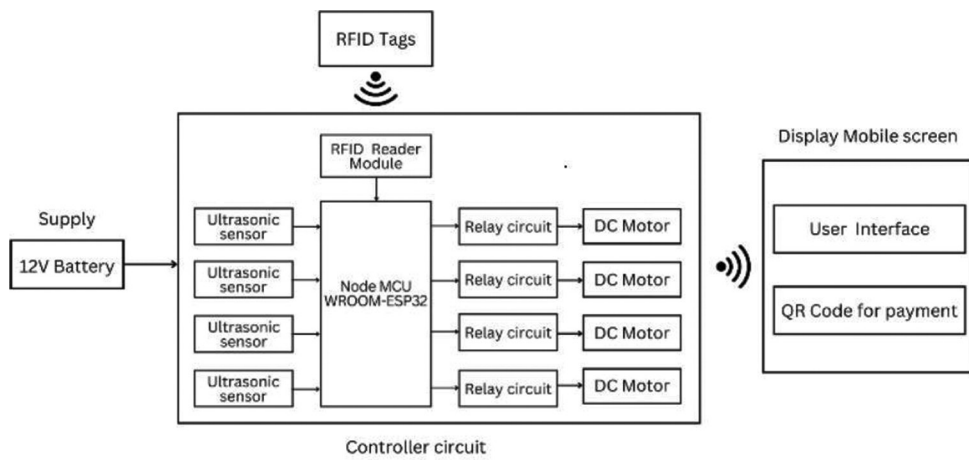 RFID Tags
RFID Reader
Module
Display Mobile screen
Supply
12V Battery
Ultrasonic
sensor
Ultrasonic
sensor
Ultrasonic
sensor
Ultrasonic
sensor
Node MCU
WROOM-ESP32
Relay circuit
DC Motor
Relay circuit
DC Motor
Relay circuit
DC Motor
Relay circuit
DC Motor
User Interface
QR Code for payment
Controller circuit